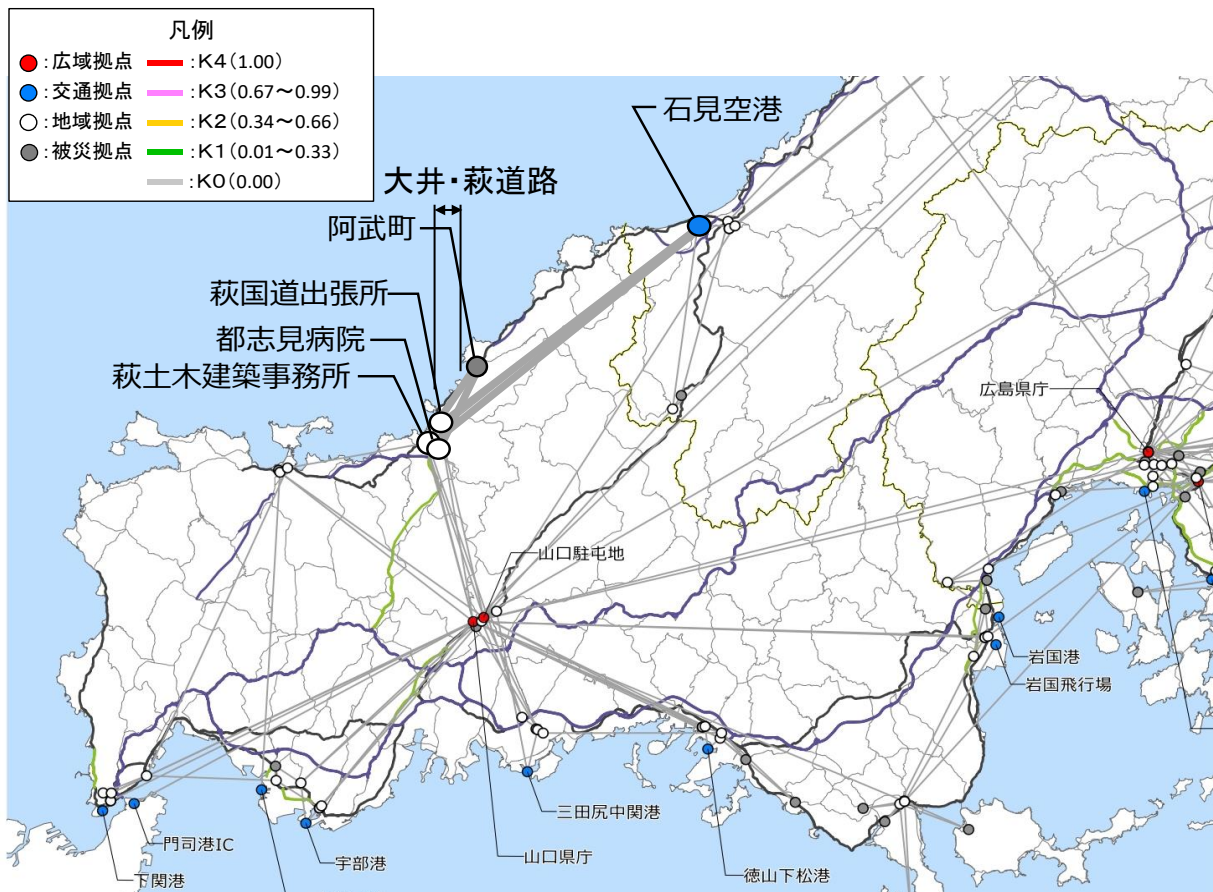 凡例
●:広域拠点 ━:K4(1.00)
●:交通拠点 ━:K3(0.67～0.99)
○:地域拠点 ━:K2(0.34～0.66)
●:被災拠点 ━:K1(0.01～0.33)
━:K0(0.00)
石見空港
大井・萩道路
阿武町
萩国道出張所
都志見病院
萩土木建築事務所
広島県庁
山口駐屯地
岩国港
岩国飛行場
三田尻中関港
門司港IC
宇部港
山口県庁
徳山下松港
下関港